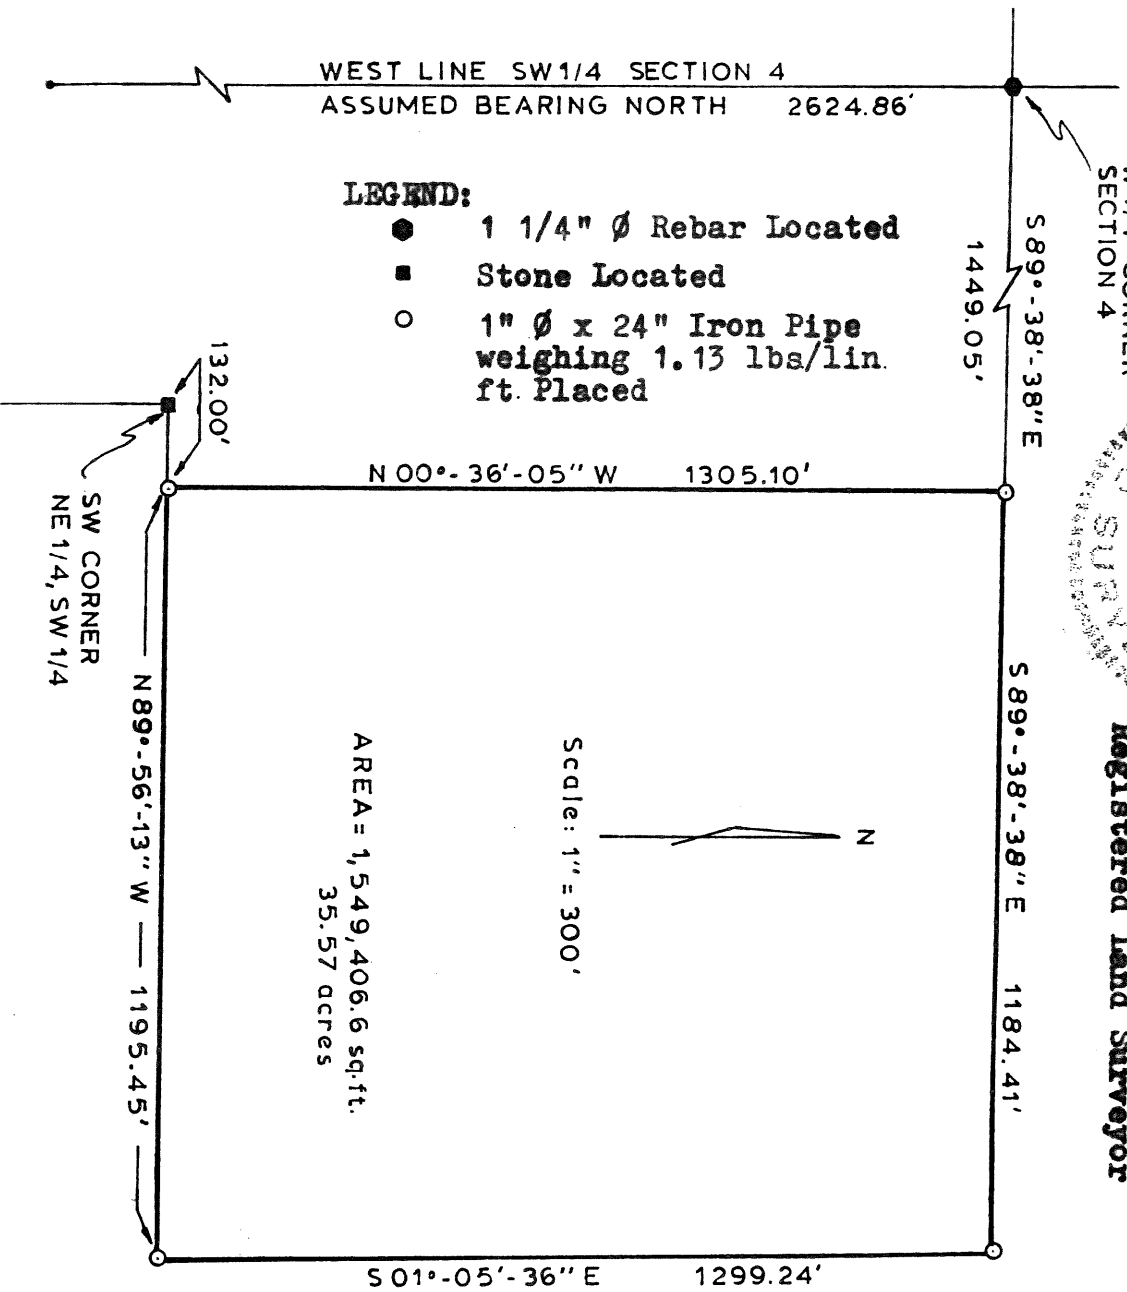 WEST LINE SW1/4 SECTION 4
ASSUMED BEARING NORTH 2624.86'
SECTION 4
S89°-38'-38"E
1449.05'
LEGEND:
1 1/4" Ø Rebar Located
Stone Located
1" Ø x 24" Iron Pipe
weighing 1.13 lbs/lin.
ft. Placed
132.00'
SW CORNER
NE 1/4, SW 1/4
N 00°-36'-05" W 1305.10'
S89°-38'-38" E 1184.41'
N
Scale: 1" = 300'
AREA = 1,549,406.6 sq.ft.
35.57 acres
N89°-56'-13" W — 1195.45'
S 01°-05'-36" E 1299.24'
Registered Land Surveyor